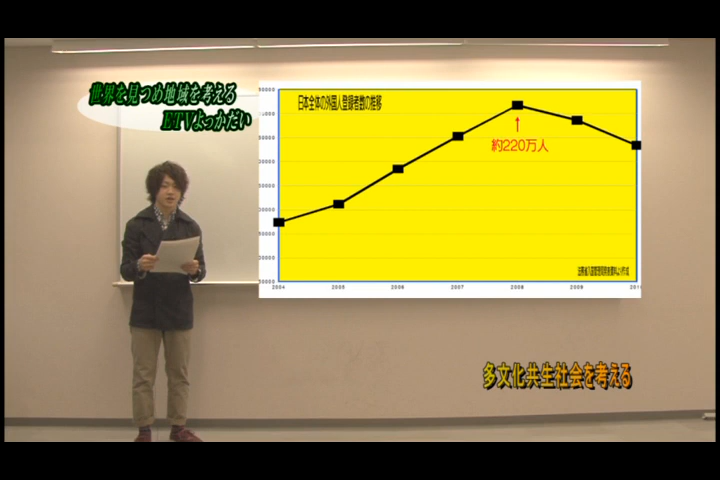 世界を見つめ地域を考える
ETVよっかだい
日本全体の外国人登録者数の推移
約220万人
2004 2005 2006 2007 2008 2009 2010
多文化共生社会を考える